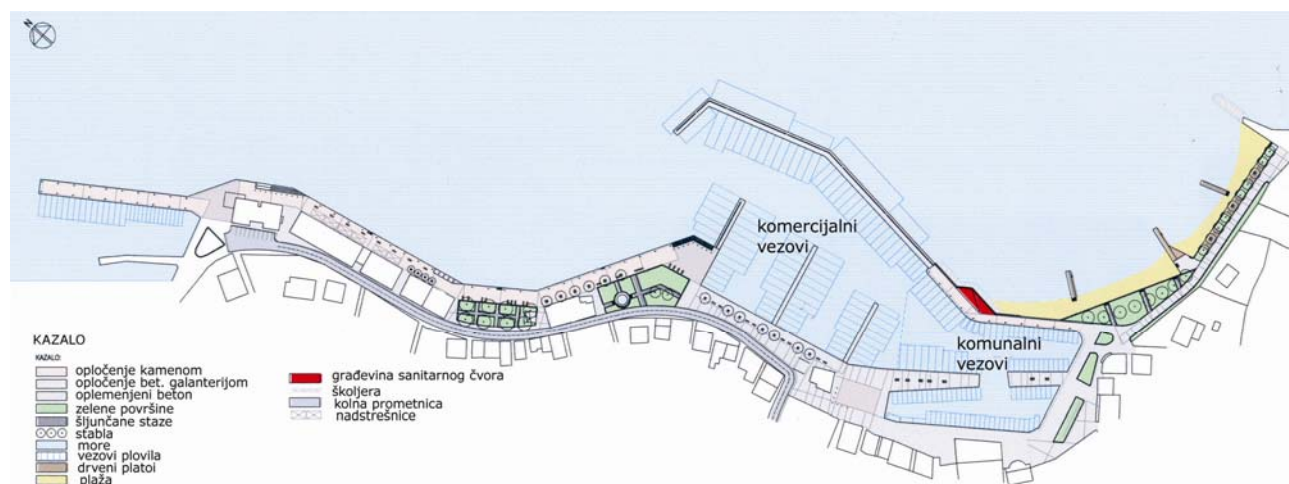 N
komercijalni
vezovi
komunalni
vezovi
KAZALO
KAZALO:
opločenje kamenom
opločenje bet. galanterijom
oplemenjeni beton
zelene površine
šljunčane staze
stabla
more
vezovi plovila
drveni platoi
plaža
građevina sanitarnog čvora
školjera
kolna prometnica
nadstrešnice